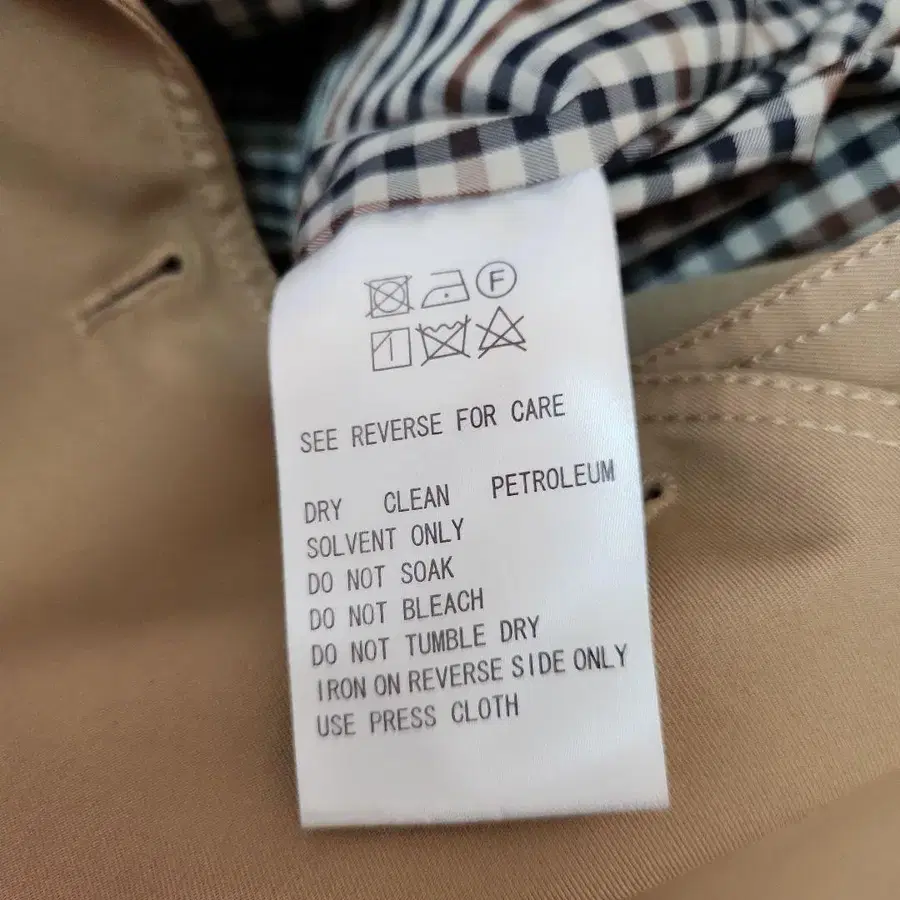 F
SEE REVERSE FOR CARE
DRY CLEAN PETROLEUM
SOLVENT ONLY
DO NOT SOAK
DO NOT BLEACH
DO NOT TUMBLE DRY
IRON ON REVERSE SIDE ONLY
USE PRESS CLOTH